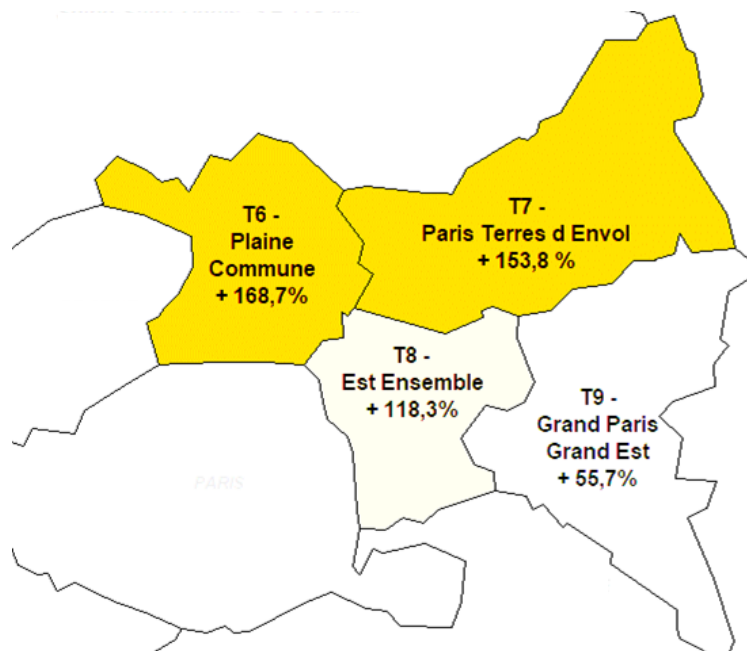 T6 -
Plaine
Commune
+ 168,7%
T7 -
Paris Terres d Envol
+ 153,8 %
T8 -
Est Ensemble
+ 118,3%
T9 -
Grand Paris
Grand Est
+ 55,7%
PARIS